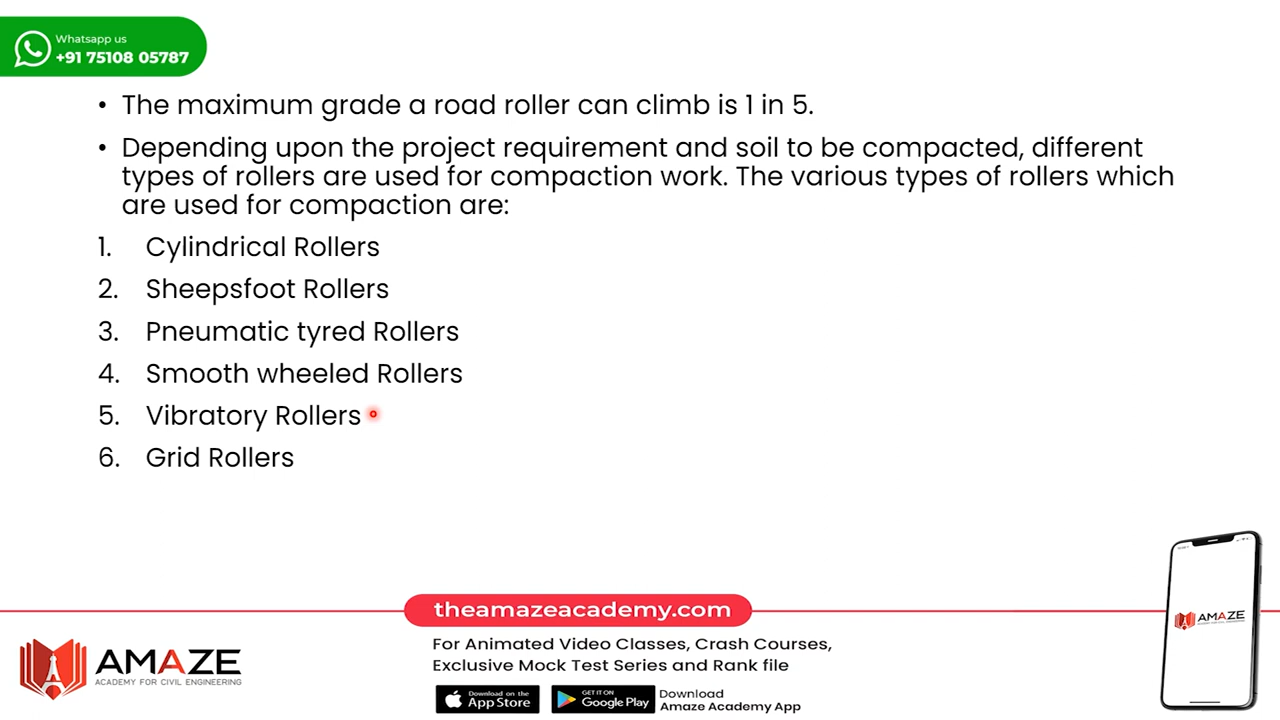 Whatsapp us
+91 75108 05787
• The maximum grade a road roller can climb is 1 in 5.
• Depending upon the project requirement and soil to be compacted, different
types of rollers are used for compaction work. The various types of rollers which
are used for compaction are:
1. Cylindrical Rollers
2. Sheepsfoot Rollers
3. Pneumatic tyred Rollers
4. Smooth wheeled Rollers
5. Vibratory Rollers
6. Grid Rollers
theamazeacademy.com
For Animated Video Classes, Crash Courses,
Exclusive Mock Test Series and Rank file
AMAZE
ACADEMY FOR CIVIL ENGINEERING
Download on the
App Store
GET IT ON
Google Play
Download
Amaze Academy App
AMAZE